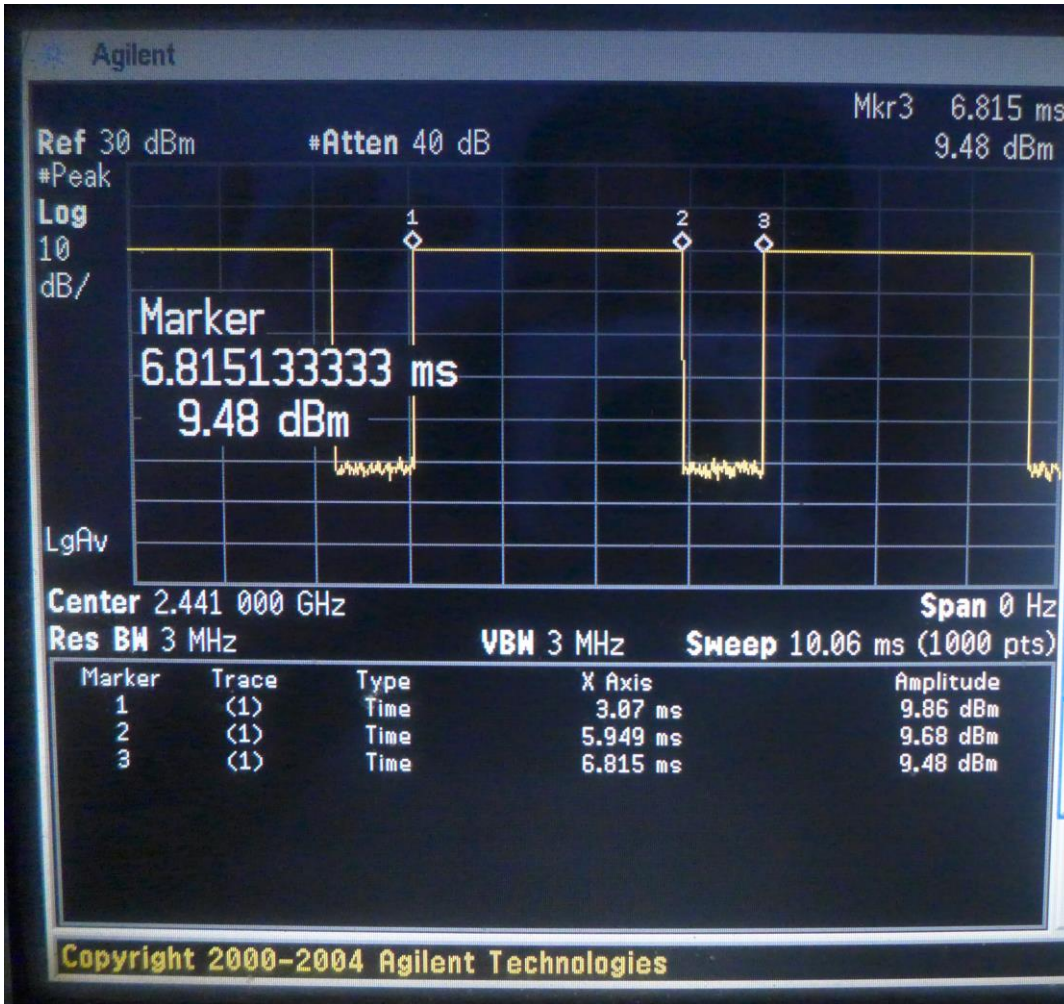 Agilent
Mkr3 6.815 ms
Ref 30 dBm #Atten 40 dB 9.48 dBm
#Peak
Log
10
dB/
1 2 3
Marker
6.815133333 ms
9.48 dBm
LgAv
Center 2.441 000 GHz Span 0 Hz
Res BW 3 MHz VBW 3 MHz Sweep 10.06 ms (1000 pts)
Marker Trace Type X Axis Amplitude
1 (1) Time 3.07 ms 9.86 dBm
2 (1) Time 5.949 ms 9.68 dBm
3 (1) Time 6.815 ms 9.48 dBm
Copyright 2000-2004 Agilent Technologies